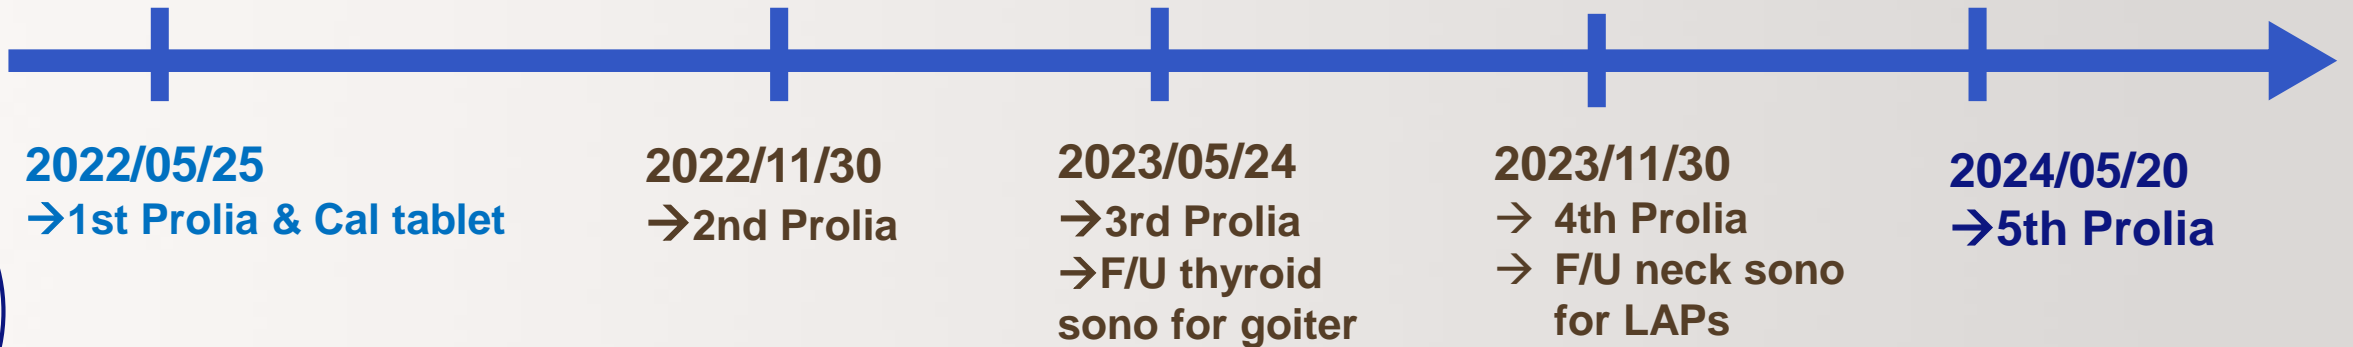 2022/05/25
→1st Prolia & Cal tablet
2022/11/30
→2nd Prolia
2023/05/24
→3rd Prolia
→F/U thyroid
sono for goiter
2023/11/30
→ 4th Prolia
→ F/U neck sono
for LAPs
2024/05/20
→5th Prolia